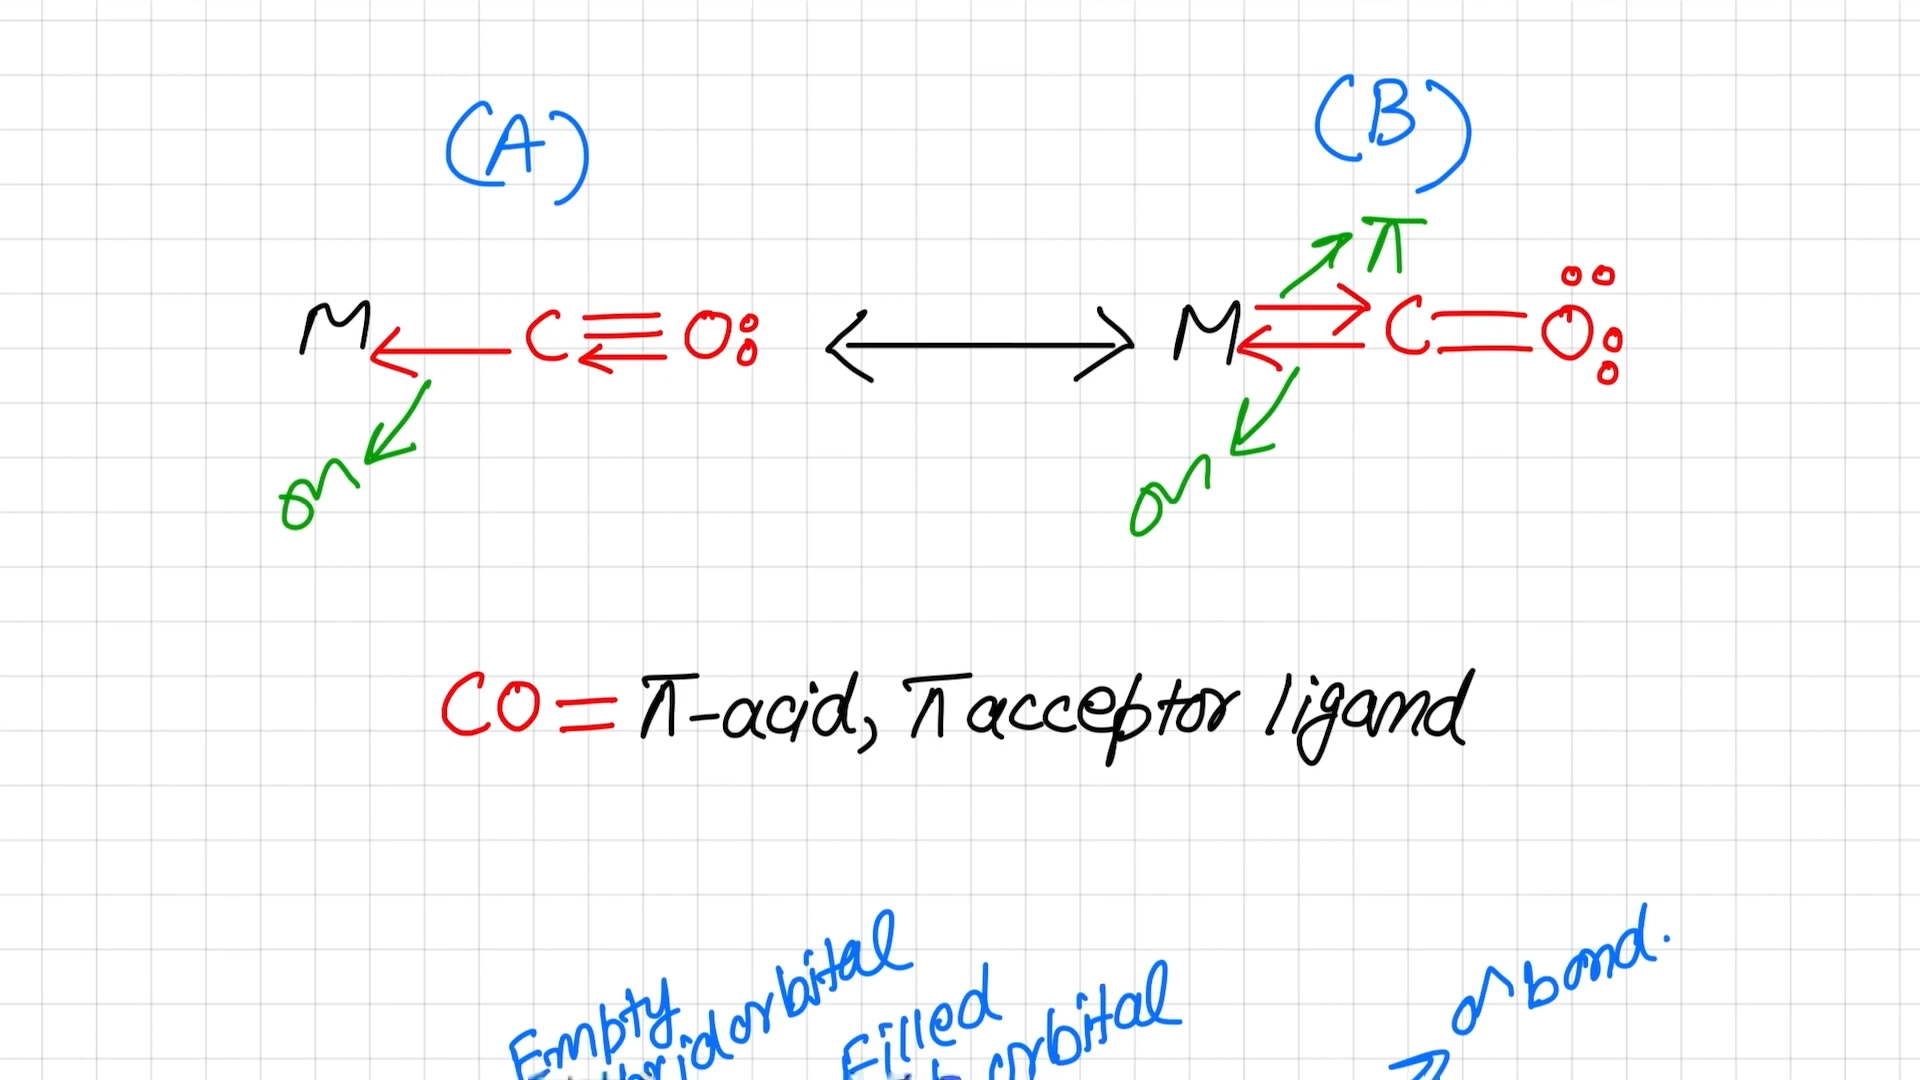 (A) (B)
π
M ← C ≡ O: ⟷ M ⇄ C = O:
σ σ
CO = π-acid, π acceptor ligand
Empty orbital Filled orbital σ bond.